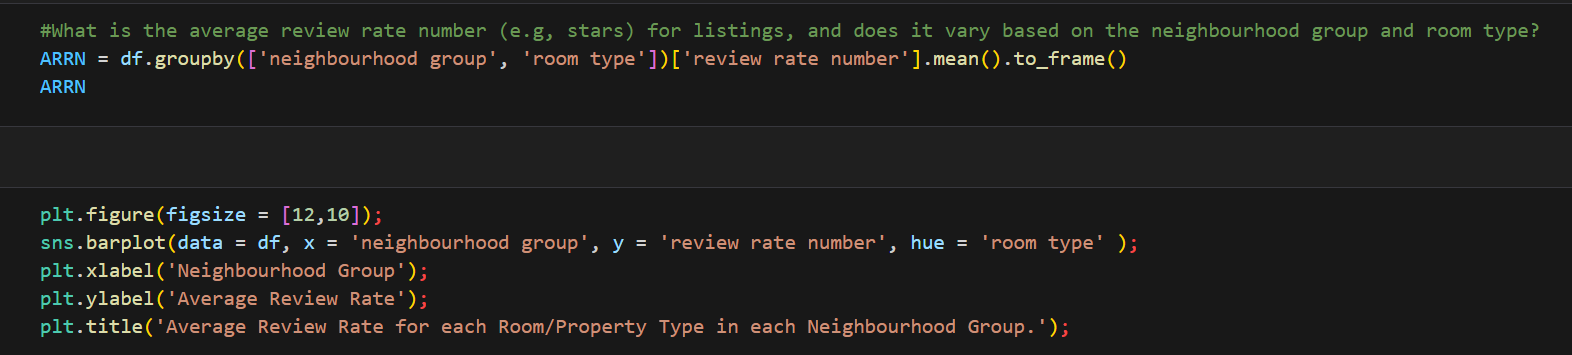 #What is the average review rate number (e.g, stars) for listings, and does it vary based on the neighbourhood group and room type?
ARRN = df.groupby(['neighbourhood group', 'room type'])['review rate number'].mean().to_frame()
ARRN
plt.figure(figsize = [12,10]);
sns.barplot(data = df, x = 'neighbourhood group', y = 'review rate number', hue = 'room type' );
plt.xlabel('Neighbourhood Group');
plt.ylabel('Average Review Rate');
plt.title('Average Review Rate for each Room/Property Type in each Neighbourhood Group.');